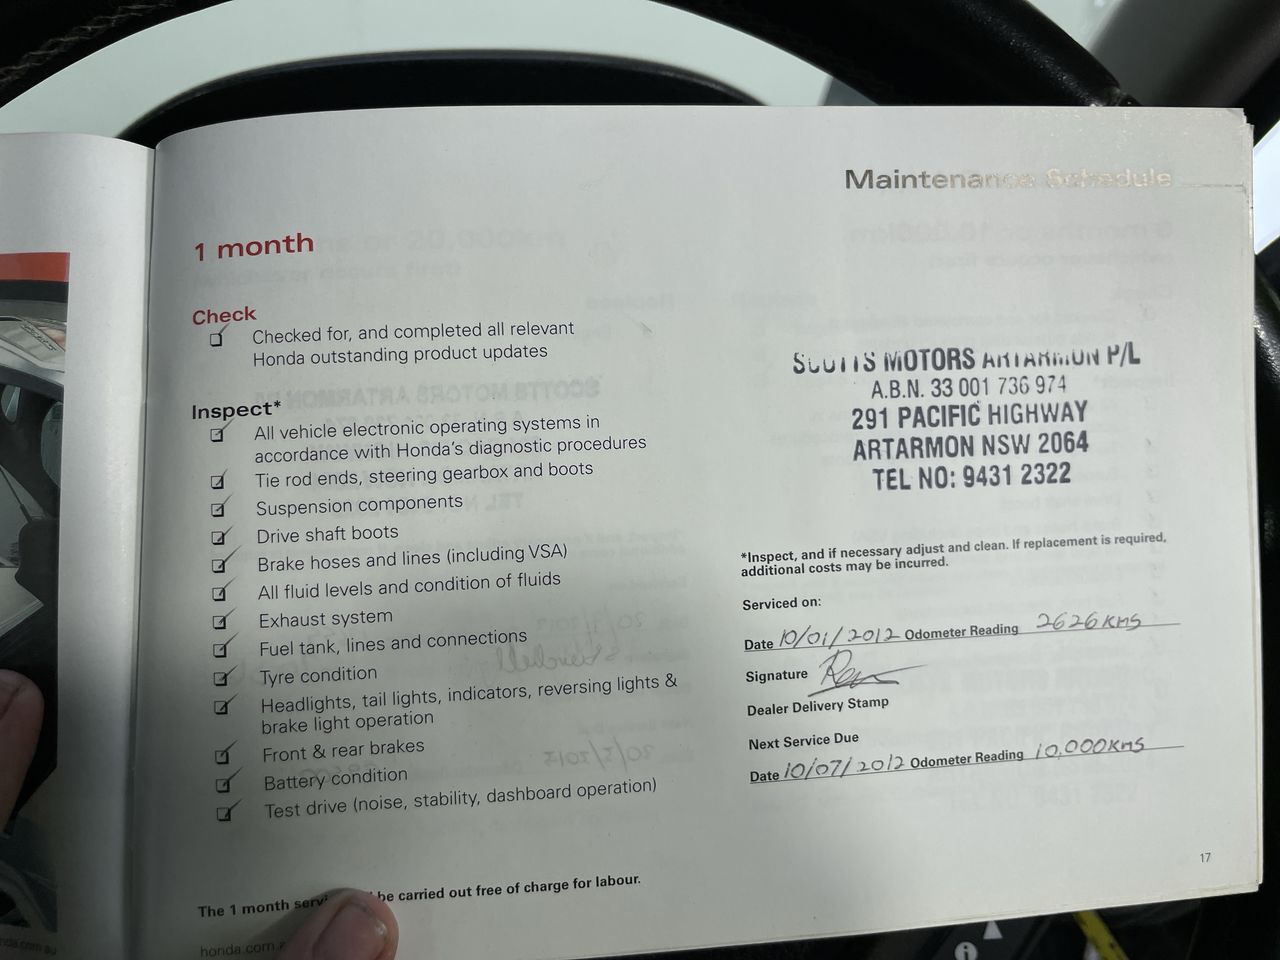 Maintenance Schedule
1 month
Check
Checked for, and completed all relevant
Honda outstanding product updates
Inspect*
All vehicle electronic operating systems in
accordance with Honda's diagnostic procedures
Tie rod ends, steering gearbox and boots
Suspension components
Drive shaft boots
Brake hoses and lines (including VSA)
All fluid levels and condition of fluids
Exhaust system
Fuel tank, lines and connections
Tyre condition
Headlights, tail lights, indicators, reversing lights &
brake light operation
Front & rear brakes
Battery condition
Test drive (noise, stability, dashboard operation)
The 1 month servi be carried out free of charge for labour.
honda.com.a
SCOTTS MOTORS ARTARMON P/L
A.B.N. 33 001 736 974
291 PACIFIC HIGHWAY
ARTARMON NSW 2064
TEL NO: 9431 2322
*Inspect, and if necessary adjust and clean. If replacement is required,
additional costs may be incurred.
Serviced on:
Date 10/01/2012 Odometer Reading 2626kms
Signature
Dealer Delivery Stamp
Next Service Due
Date 10/07/2012 Odometer Reading 10,000kms
17